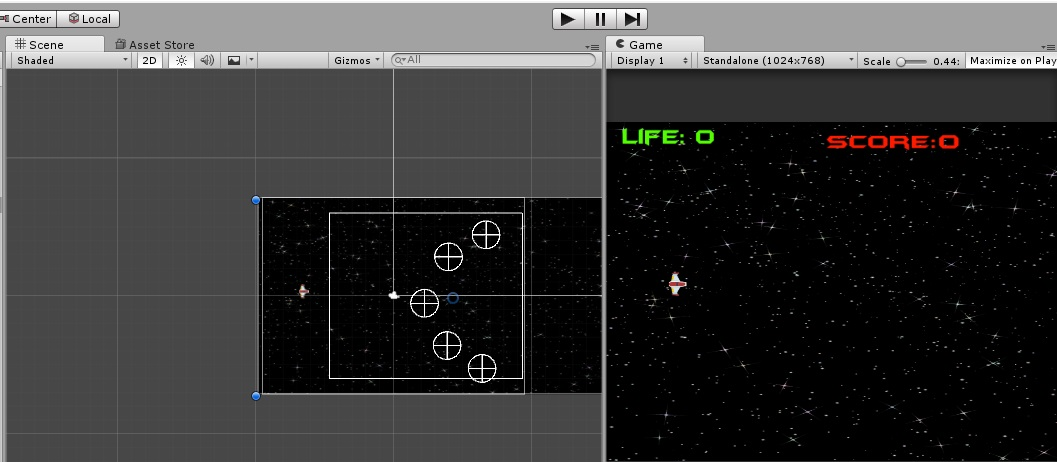 Center Local
Scene Asset Store
Shaded 2D Gizmos All
Game
Display 1 Standalone (1024x768) Scale 0.44: Maximize on Play
LIFE: 0
SCORE:0